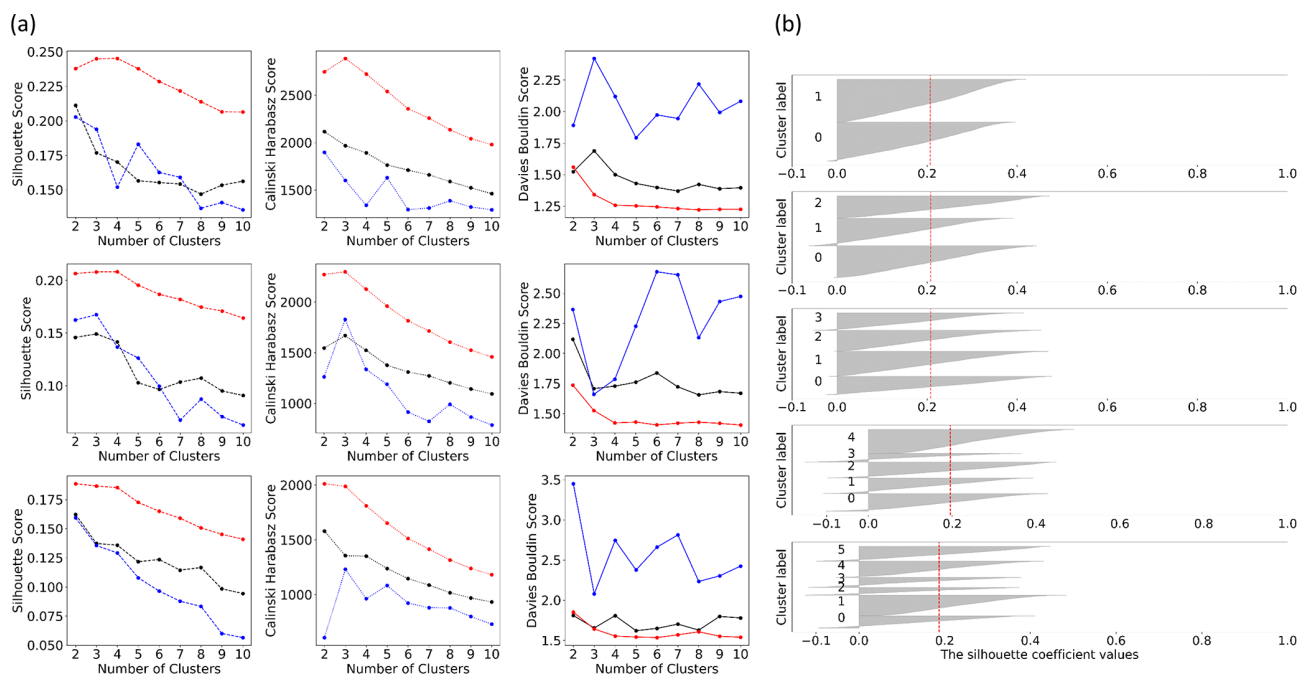 (a)
(b)
Silhouette Score
0.250
0.225
0.200
0.175
0.150
2 3 4 5 6 7 8 9 10
Number of Clusters
Calinski Harabasz Score
2500
2000
1500
2 3 4 5 6 7 8 9 10
Number of Clusters
Davies Bouldin Score
2.25
2.00
1.75
1.50
1.25
2 3 4 5 6 7 8 9 10
Number of Clusters
Silhouette Score
0.20
0.15
0.10
2 3 4 5 6 7 8 9 10
Number of Clusters
Calinski Harabasz Score
2000
1500
1000
2 3 4 5 6 7 8 9 10
Number of Clusters
Davies Bouldin Score
2.50
2.25
2.00
1.75
1.50
2 3 4 5 6 7 8 9 10
Number of Clusters
Silhouette Score
0.175
0.150
0.125
0.100
0.075
0.050
2 3 4 5 6 7 8 9 10
Number of Clusters
Calinski Harabasz Score
2000
1500
1000
2 3 4 5 6 7 8 9 10
Number of Clusters
Davies Bouldin Score
3.5
3.0
2.5
2.0
1.5
2 3 4 5 6 7 8 9 10
Number of Clusters
Cluster label
1
0
−0.1 0.0 0.2 0.4 0.6 0.8 1.0
Cluster label
2
1
0
−0.1 0.0 0.2 0.4 0.6 0.8 1.0
Cluster label
3
2
1
0
−0.1 0.0 0.2 0.4 0.6 0.8 1.0
Cluster label
4
3
2
1
0
−0.1 0.0 0.2 0.4 0.6 0.8 1.0
Cluster label
5
4
3
2
1
0
−0.1 0.0 0.2 0.4 0.6 0.8 1.0
The silhouette coefficient values